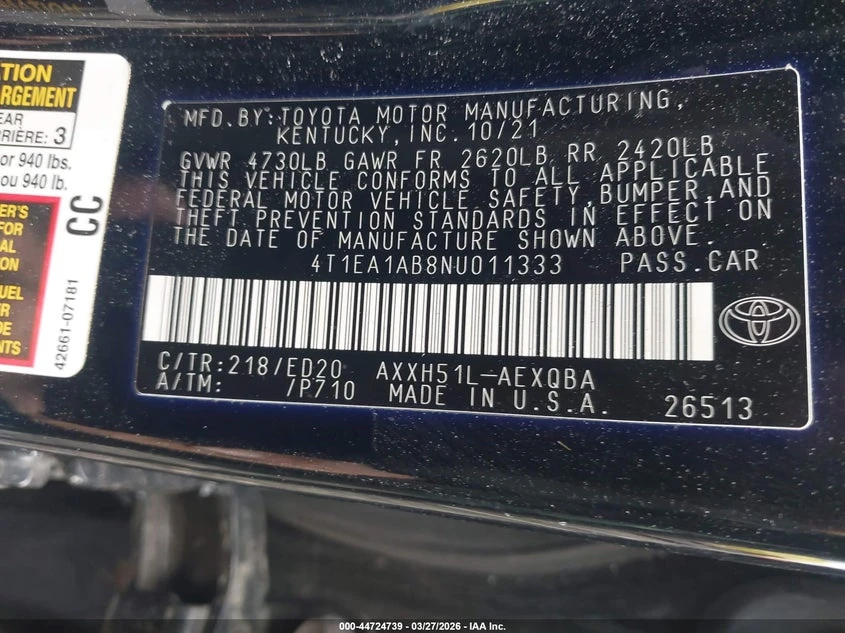 TION
ARGEMENT
EAR
RRIÈRE: 3
or 940 lbs.
ou 940 lb.
CC
ER'S
FOR
AL
ION
UEL
ER
DE
NTS
42661-07181
MFD. BY: TOYOTA MOTOR MANUFACTURING,
KENTUCKY, INC. 10/21
GVWR 4730LB GAWR FR 2620LB RR 2420LB
THIS VEHICLE CONFORMS TO ALL APPLICABLE
FEDERAL MOTOR VEHICLE SAFETY, BUMPER, AND
THEFT PREVENTION STANDARDS IN EFFECT ON
THE DATE OF MANUFACTURE SHOWN ABOVE.
4T1EA1AB8NU011333 PASS.CAR
C/TR: 218/ED20 AXXH51L-AEXQBA
A/TM: /P710 MADE IN U.S.A. 26513
TOYOTA
000-44724739 - 03/27/2026 - IAA Inc.